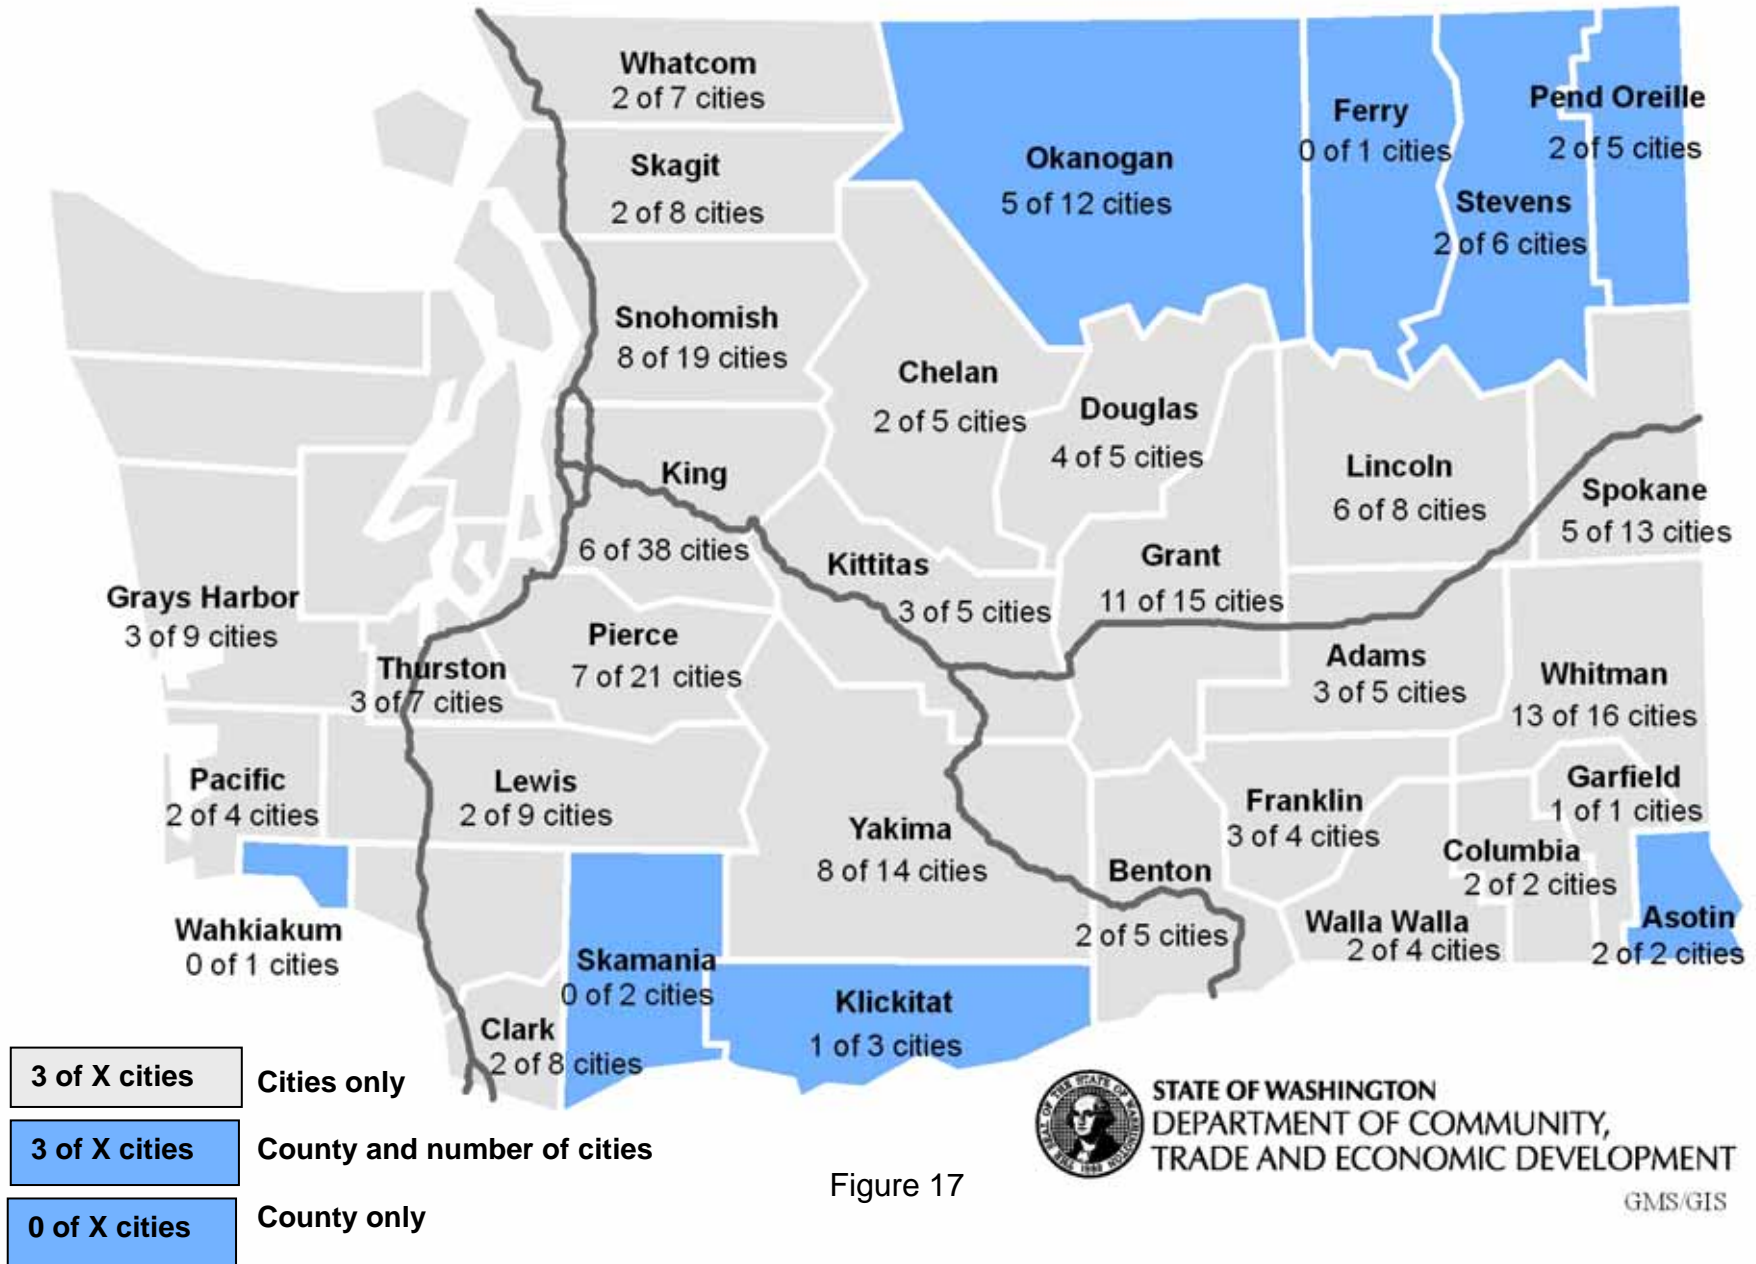 Whatcom
2 of 7 cities
Skagit
2 of 8 cities
Snohomish
8 of 19 cities
King
6 of 38 cities
Okanogan
5 of 12 cities
Ferry
0 of 1 cities
Pend Oreille
2 of 5 cities
Stevens
2 of 6 cities
Chelan
2 of 5 cities
Douglas
4 of 5 cities
Lincoln
6 of 8 cities
Spokane
5 of 13 cities
Kittitas
3 of 5 cities
Grant
11 of 15 cities
Grays Harbor
3 of 9 cities
Thurston
3 of 7 cities
Pierce
7 of 21 cities
Adams
3 of 5 cities
Whitman
13 of 16 cities
Pacific
2 of 4 cities
Lewis
2 of 9 cities
Yakima
8 of 14 cities
Benton
2 of 5 cities
Franklin
3 of 4 cities
Garfield
1 of 1 cities
Columbia
2 of 2 cities
Walla Walla
2 of 4 cities
Asotin
2 of 2 cities
Wahkiakum
0 of 1 cities
Skamania
0 of 2 cities
Klickitat
1 of 3 cities
Clark
2 of 8 cities
3 of X cities
Cities only
3 of X cities
County and number of cities
0 of X cities
County only
Figure 17
STATE OF WASHINGTON
DEPARTMENT OF COMMUNITY,
TRADE AND ECONOMIC DEVELOPMENT
GMS/GIS